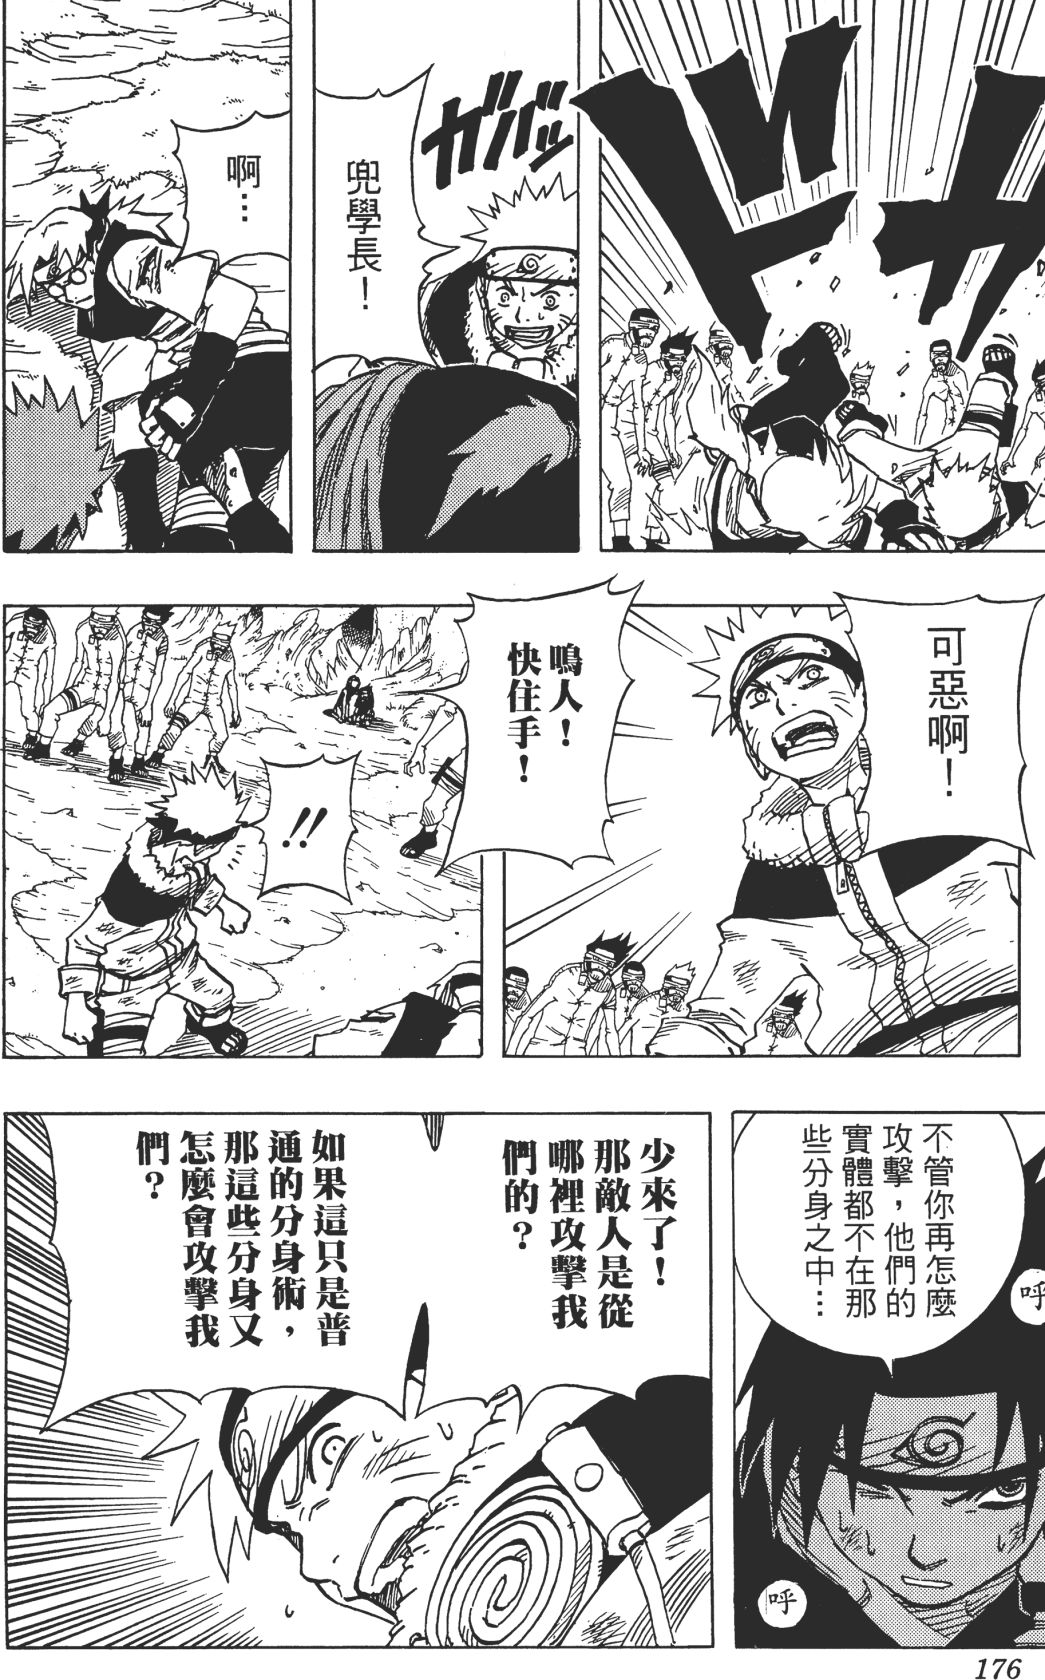 ドドガッ
ガバッ
兜學長！
啊…
可惡啊！
鳴人！
快住手！
!!
不管你再怎麼
攻擊，他們的
實體都不在那
些分身之中…
呼
呼
少來了！
那敵人是從
哪裡攻擊我
們的？
如果這只是普
通的分身術，
那這些分身又
怎麼會攻擊我
們？
176